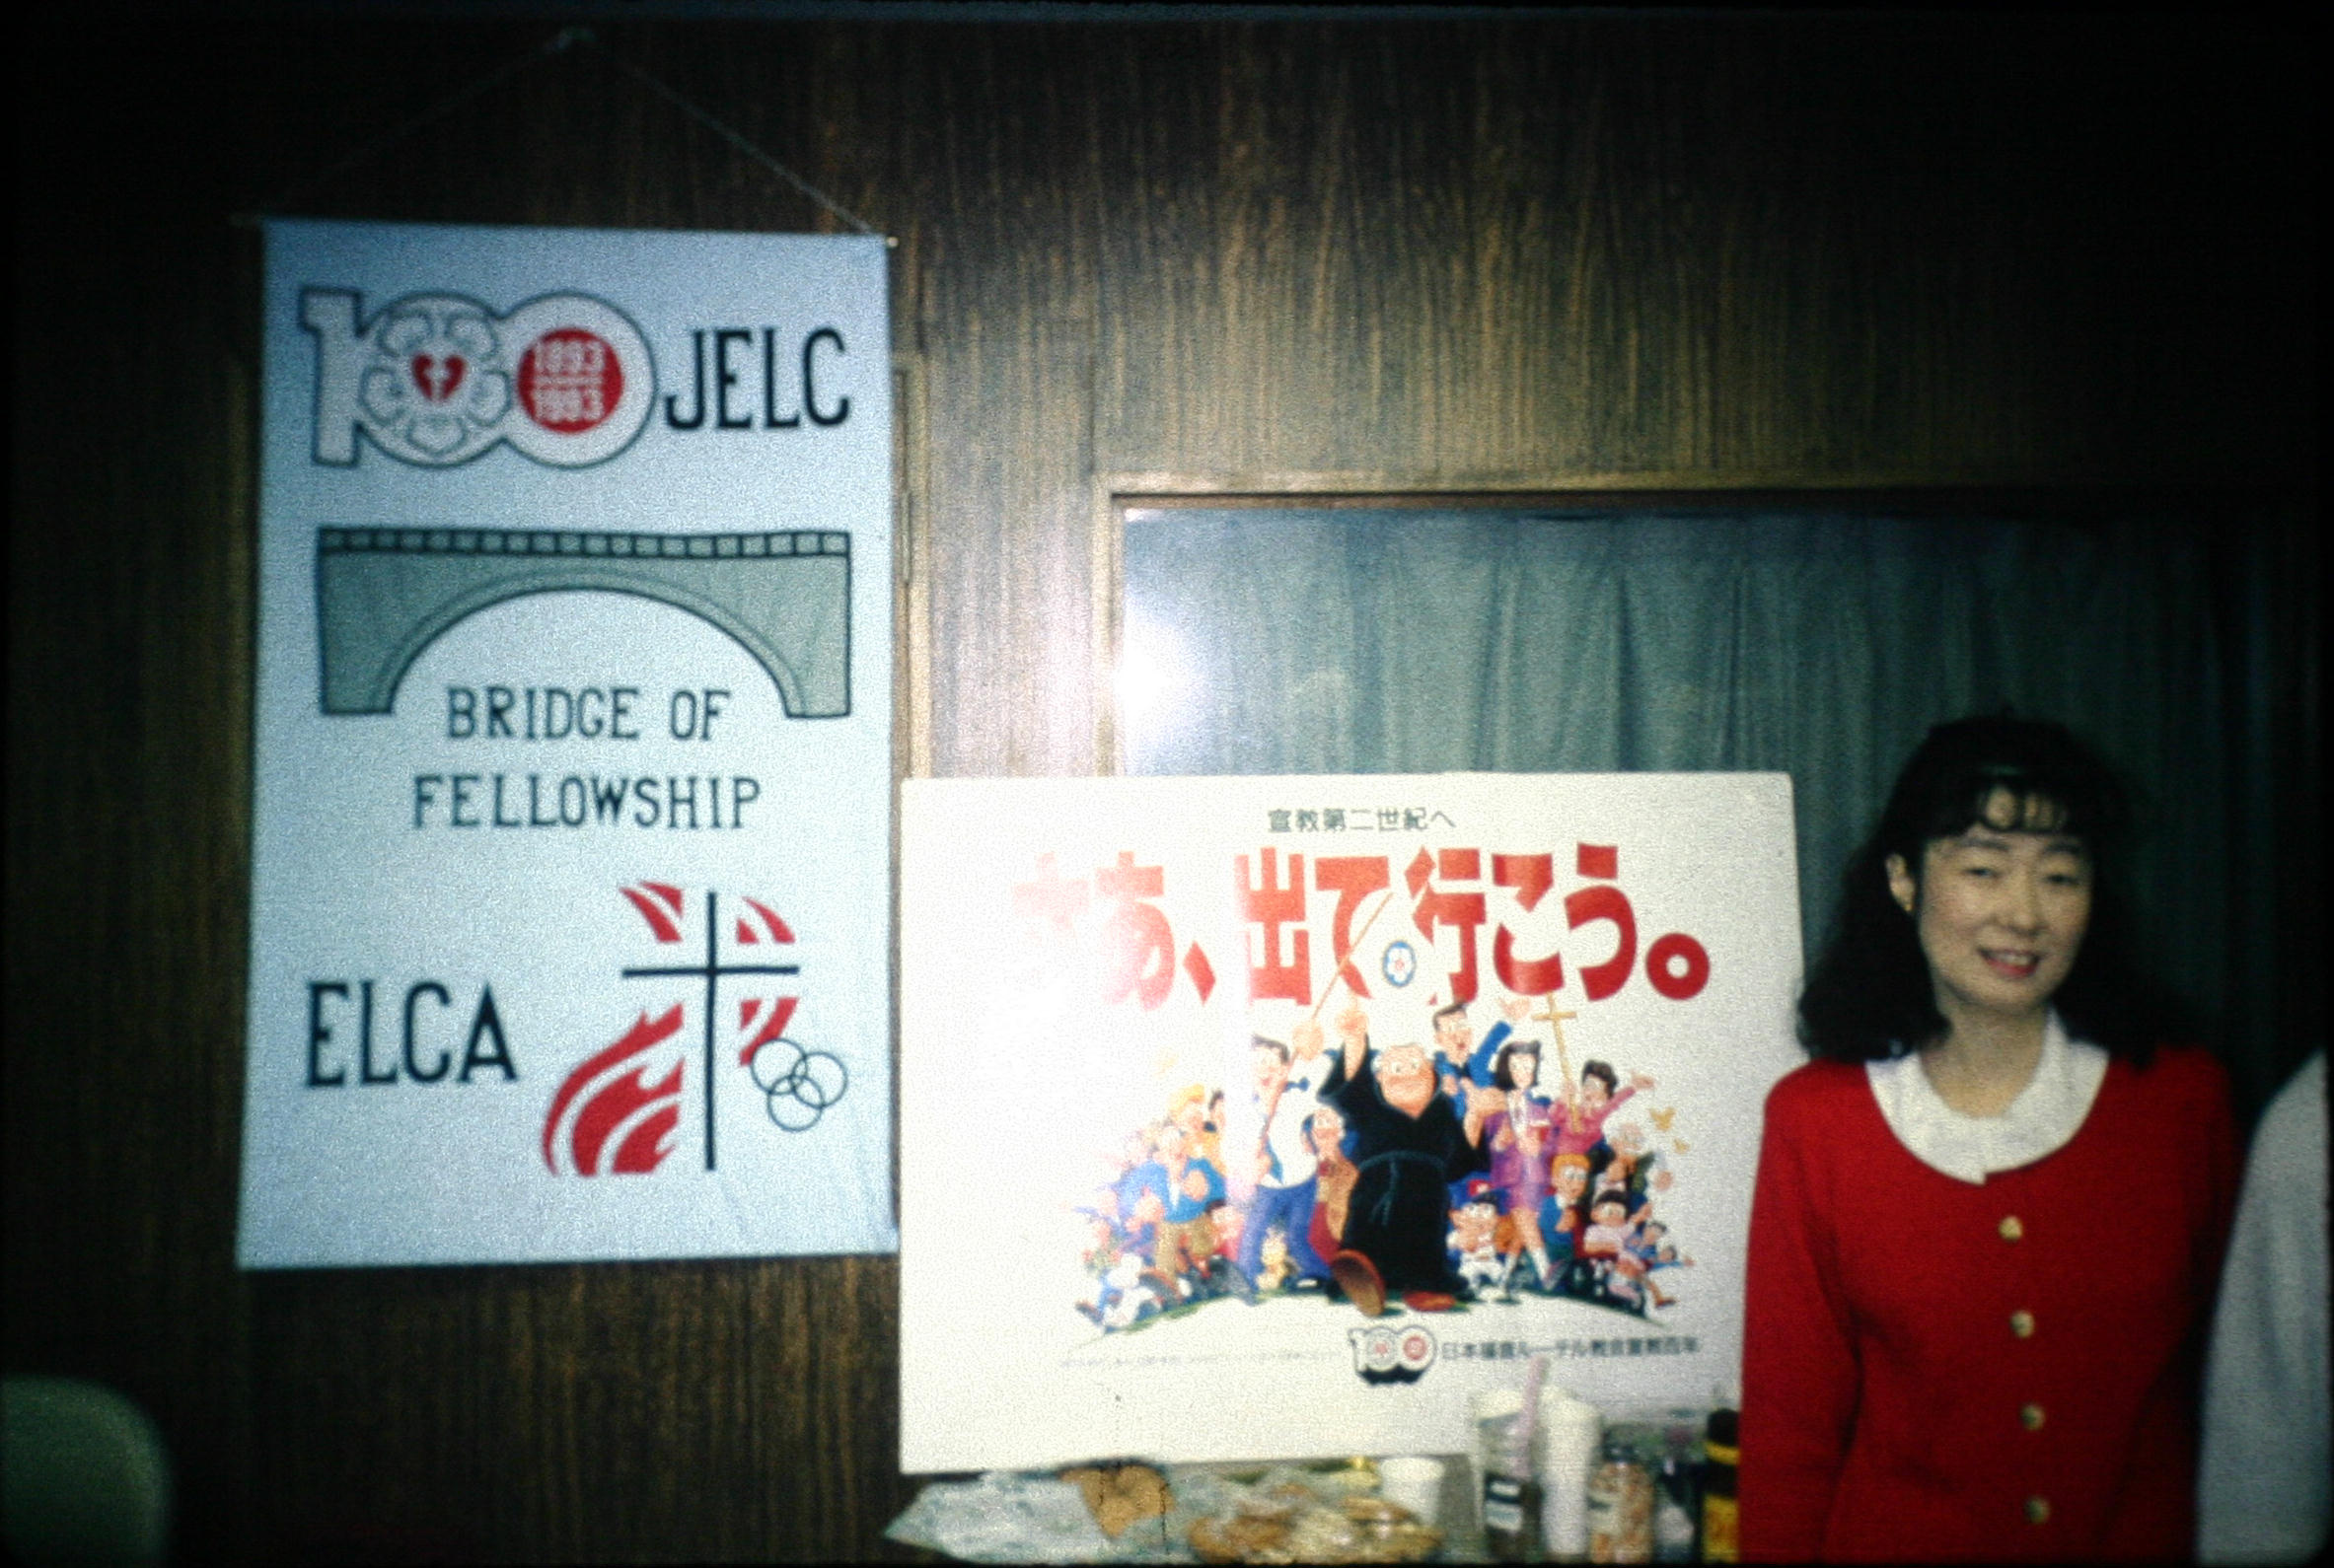 100 JELC
1893
1993
BRIDGE OF
FELLOWSHIP
ELCA
宣教第二世紀へ
さあ、出て行こう。
100 日本福音ルーテル教会宣教百年